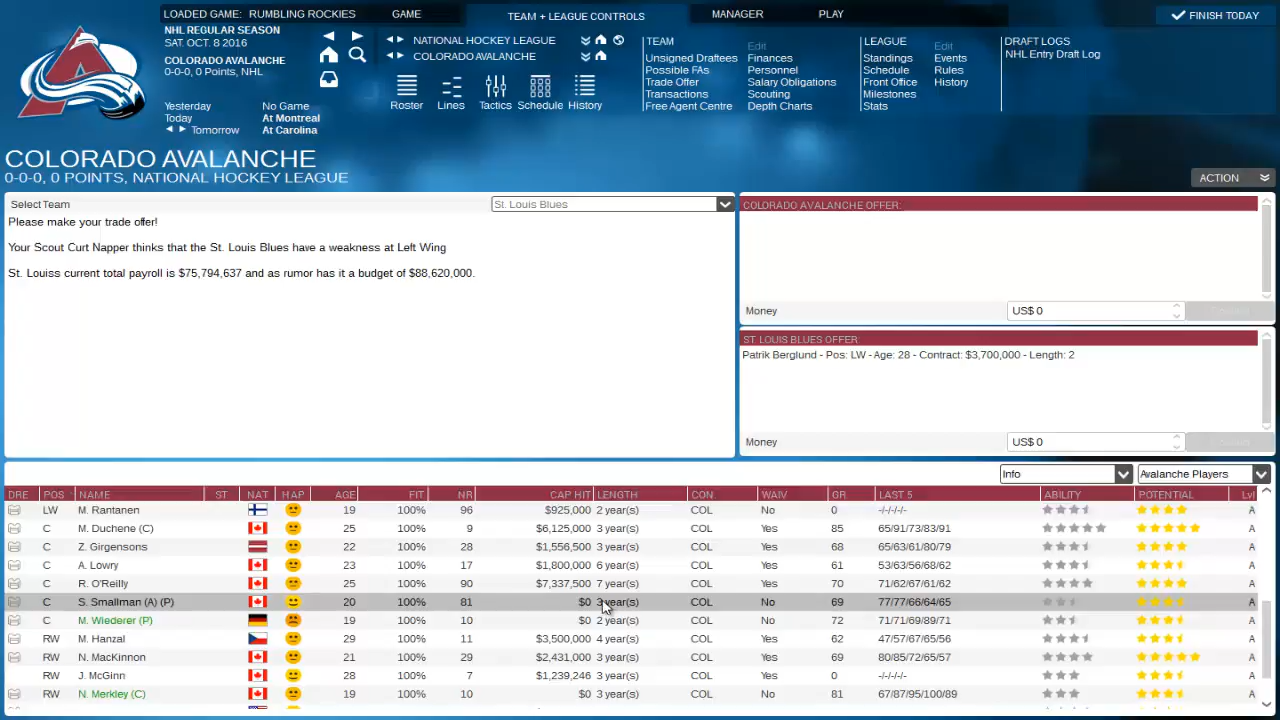 LOADED GAME: RUMBLING ROCKIES GAME TEAM + LEAGUE CONTROLS MANAGER PLAY FINISH TODAY
NHL REGULAR SEASON
SAT. OCT. 8 2016
COLORADO AVALANCHE
0-0-0, 0 POINTS, NHL
Yesterday No Game
Today At Montreal
Tomorrow At Carolina
NATIONAL HOCKEY LEAGUE
COLORADO AVALANCHE
Roster Lines Tactics Schedule History
TEAM
Unsigned Draftees
Possible FAs
Trade Offer
Transactions
Free Agent Centre
Edit
Finances
Personnel
Salary Obligations
Scouting
Depth Charts
LEAGUE
Standings
Schedule
Front Office
Milestones
Stats
Edit
Events
Rules
History
DRAFT LOGS
NHL Entry Draft Log
COLORADO AVALANCHE
0-0-0, 0 POINTS, NATIONAL HOCKEY LEAGUE
ACTION
Select Team St. Louis Blues
Please make your trade offer!
Your Scout Curt Napper thinks that the St. Louis Blues have a weakness at Left Wing
St. Louiss current total payroll is $75,794,637 and as rumor has it a budget of $88,620,000.
COLORADO AVALANCHE OFFER:
Money US$ 0
ST. LOUIS BLUES OFFER:
Patrik Berglund - Pos: LW - Age: 28 - Contract: $3,700,000 - Length: 2
Money US$ 0
Info Avalanche Players
DRE POS NAME ST NAT HAP AGE FIT NR CAP HIT LENGTH CON WAIV GR LAST 5 ABILITY POTENTIAL Lvl
LW M. Rantanen 19 100% 96 $925,000 2 year(s) COL No 0 -/-/-/-/- A
C M. Duchene (C) 25 100% 9 $6,125,000 3 year(s) COL Yes 85 65/91/73/83/91 A
C Z. Girgensons 22 100% 28 $1,556,500 3 year(s) COL Yes 68 65/63/61/80/79 A
C A. Lowry 23 100% 17 $1,800,000 6 year(s) COL Yes 61 53/63/56/68/62 A
C R. O'Reilly 25 100% 90 $7,337,500 7 year(s) COL Yes 70 71/62/67/61/62 A
C S. Smallman (A) (P) 20 100% 81 $0 3 year(s) COL No 69 77/77/66/64/65 A
C M. Wiederer (P) 19 100% 10 $0 2 year(s) COL No 72 71/71/69/89/71 A
RW M. Hanzal 29 100% 11 $3,500,000 4 year(s) COL Yes 62 47/57/67/65/56 A
RW N. MacKinnon 21 100% 29 $2,431,000 3 year(s) COL Yes 69 80/85/72/65/57 A
RW J. McGinn 28 100% 7 $1,239,246 3 year(s) COL Yes 0 -/-/-/-/- A
RW N. Merkley (C) 19 100% 10 $0 3 year(s) COL No 81 67/87/95/100/89 A